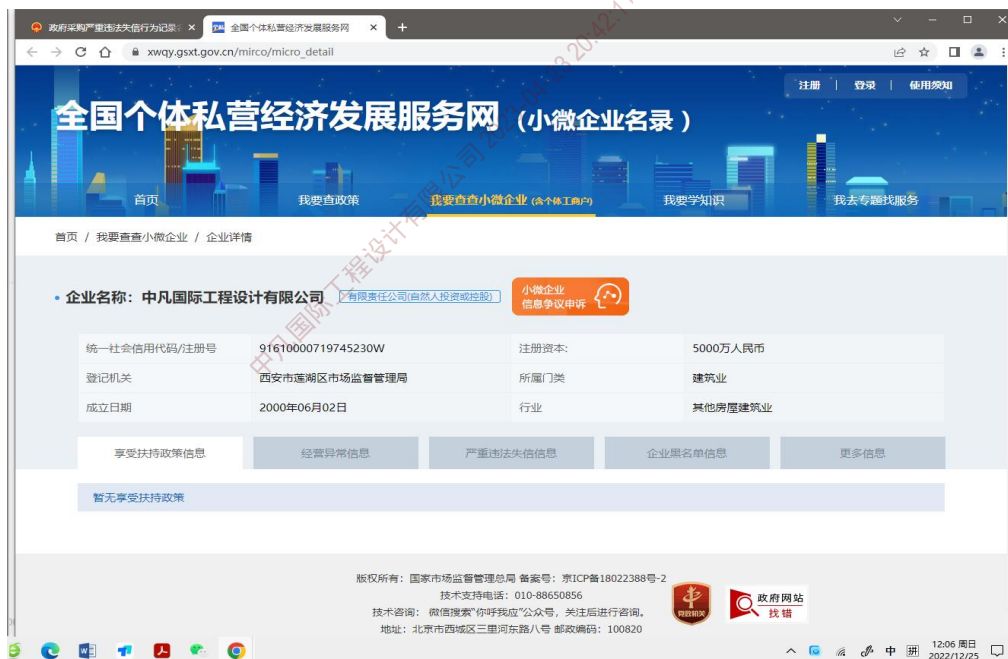 政府采购严重违法失信行为记录
全国个体私营经济发展服务网
xwqy.gsxt.gov.cn/mirco/micro_detail
注册 | 登录 | 使用须知
全国个体私营经济发展服务网（小微企业名录）
首页 我要查政策 我要查查小微企业 (含个体工商户) 我要学知识 我去专题找服务
首页 / 我要查查小微企业 / 企业详情
• 企业名称：中凡国际工程设计有限公司 有限责任公司(自然人投资或控股) 小微企业
信息争议申诉
统一社会信用代码/注册号 91610000719745230W 注册资本: 5000万人民币
登记机关 西安市莲湖区市场监督管理局 所属门类 建筑业
成立日期 2000年06月02日 行业 其他房屋建筑业
享受扶持政策信息 经营异常信息 严重违法失信信息 企业黑名单信息 更多信息
暂无享受扶持政策
版权所有：国家市场监督管理总局 备案号：京ICP备18022388号-2
技术支持电话：010-88650856
技术咨询： 微信搜索“你呼我应”公众号，关注后进行咨询。
地址：北京市西城区三里河东路八号 邮政编码：100820
党政机关
政府网站
找错
中 拼 12:06 周日
2022/12/25
中凡国际工程设计有限公司